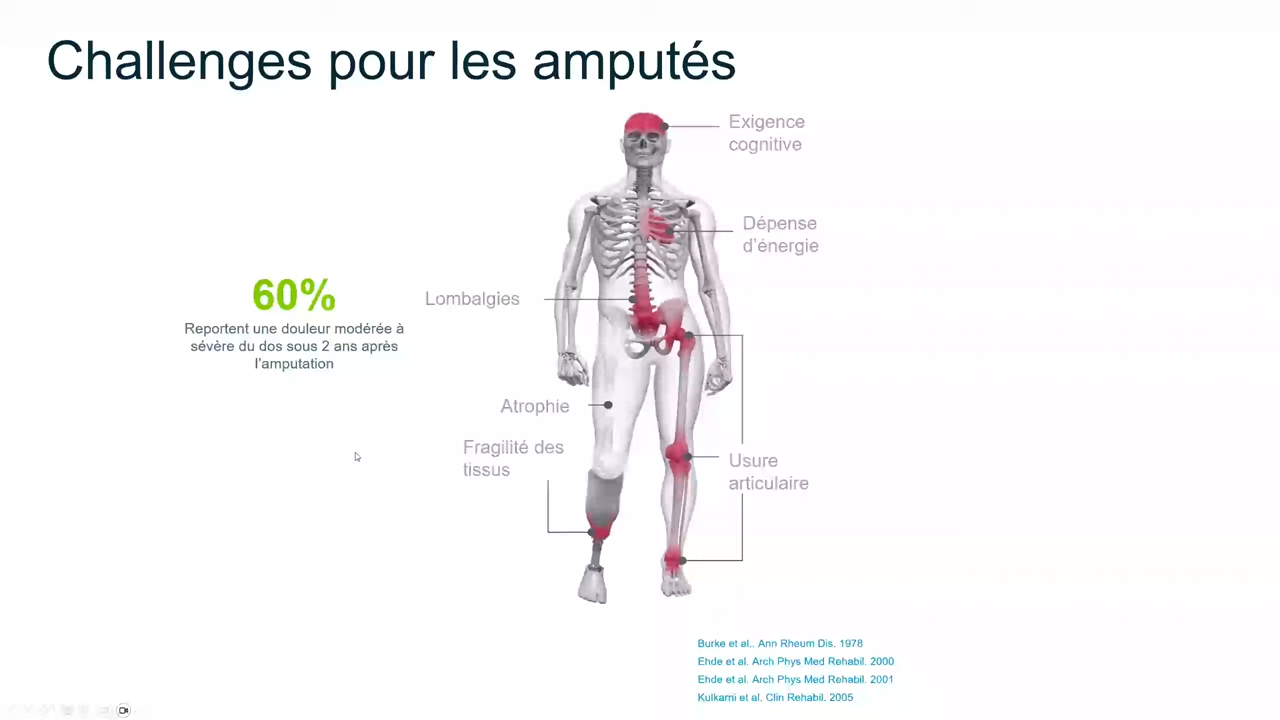 Challenges pour les amputés
Exigence
cognitive
Dépense
d'énergie
60%
Reportent une douleur modérée à
sévère du dos sous 2 ans après
l'amputation
Lombalgies
Atrophie
Fragilité des
tissus
Usure
articulaire
Burke et al.. Ann Rheum Dis. 1978
Ehde et al. Arch Phys Med Rehabil. 2000
Ehde et al. Arch Phys Med Rehabil. 2001
Kulkarni et al. Clin Rehabil. 2005